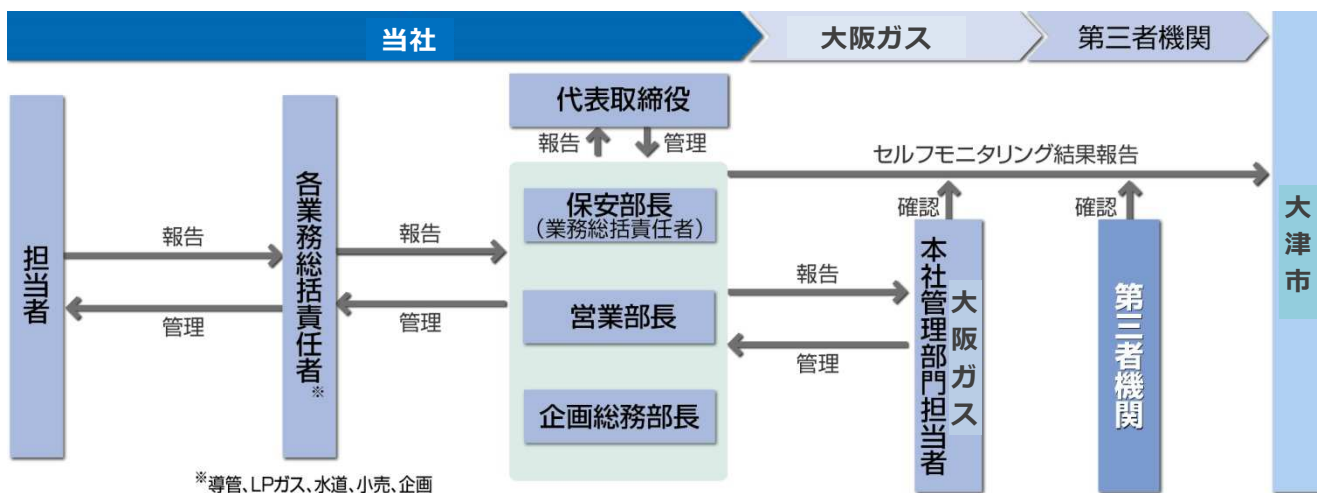 当社
大阪ガス
第三者機関
代表取締役
報告
管理
セルフモニタリング結果報告
担当者
報告
管理
各業務総括責任者※
報告
管理
保安部長
（業務総括責任者）
営業部長
企画総務部長
報告
管理
確認
本社管理部門担当者
大阪ガス
確認
第三者機関
大津市
※導管、LPガス、水道、小売、企画